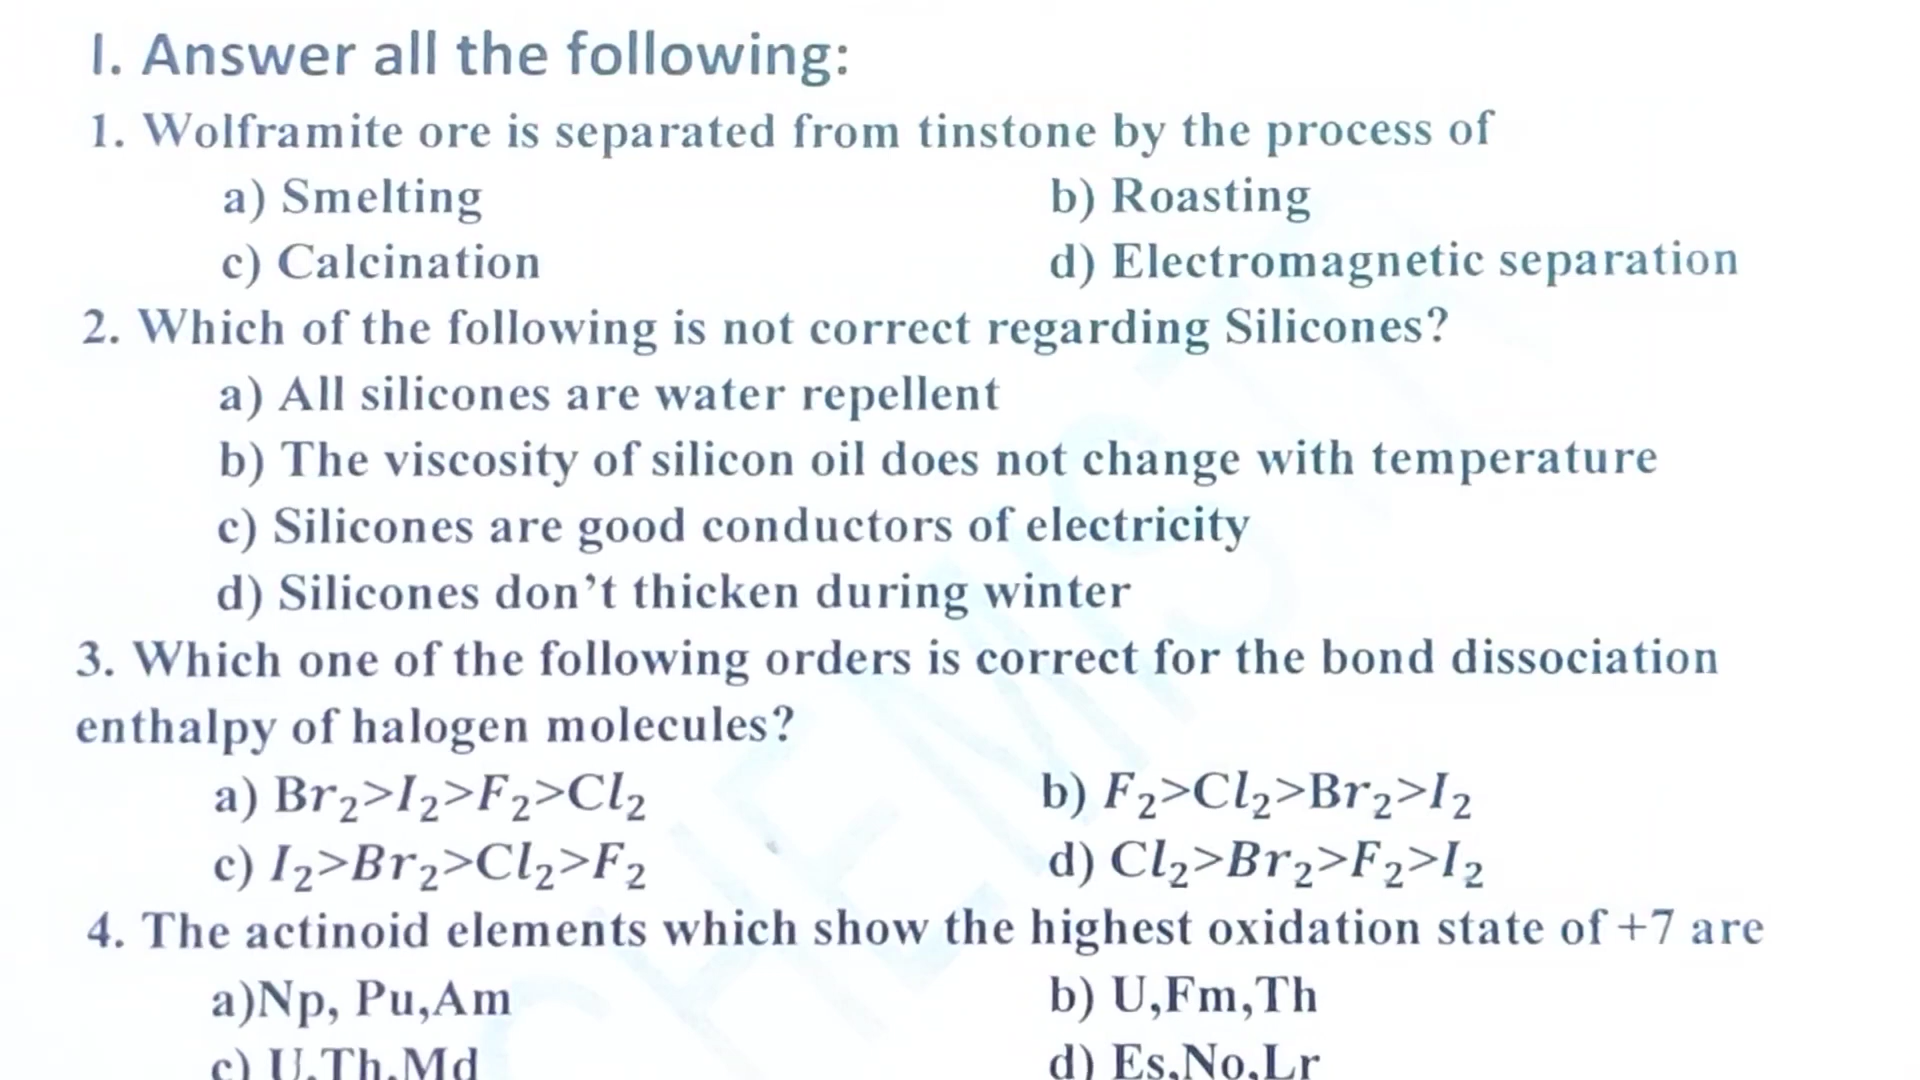 I. Answer all the following:
1. Wolframite ore is separated from tinstone by the process of
a) Smelting b) Roasting
c) Calcination d) Electromagnetic separation
2. Which of the following is not correct regarding Silicones?
a) All silicones are water repellent
b) The viscosity of silicon oil does not change with temperature
c) Silicones are good conductors of electricity
d) Silicones don't thicken during winter
3. Which one of the following orders is correct for the bond dissociation
enthalpy of halogen molecules?
a) Br₂>I₂>F₂>Cl₂ b) F₂>Cl₂>Br₂>I₂
c) I₂>Br₂>Cl₂>F₂ d) Cl₂>Br₂>F₂>I₂
4. The actinoid elements which show the highest oxidation state of +7 are
a)Np, Pu,Am b) U,Fm,Th
c) U,Th,Md d) Es,No,Lr